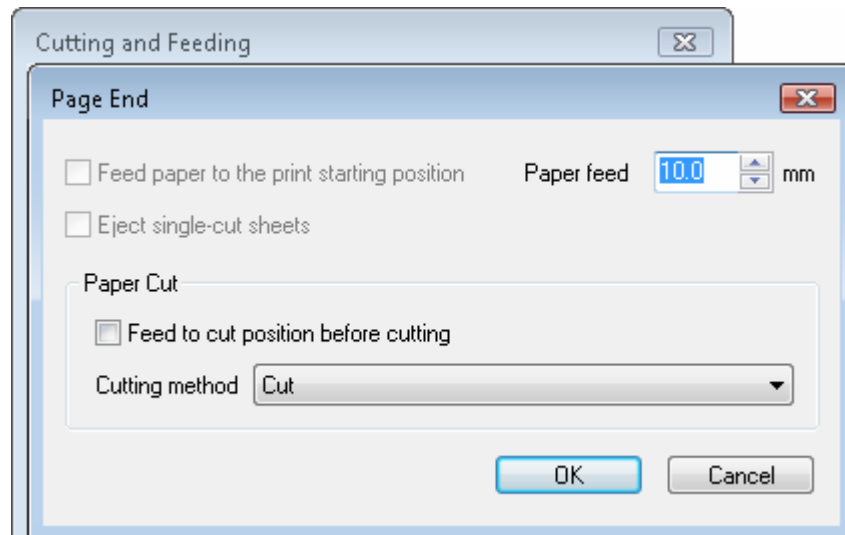 Cutting and Feeding
Page End
Feed paper to the print starting position Paper feed 10.0 mm
Eject single-cut sheets
Paper Cut
Feed to cut position before cutting
Cutting method Cut
OK Cancel